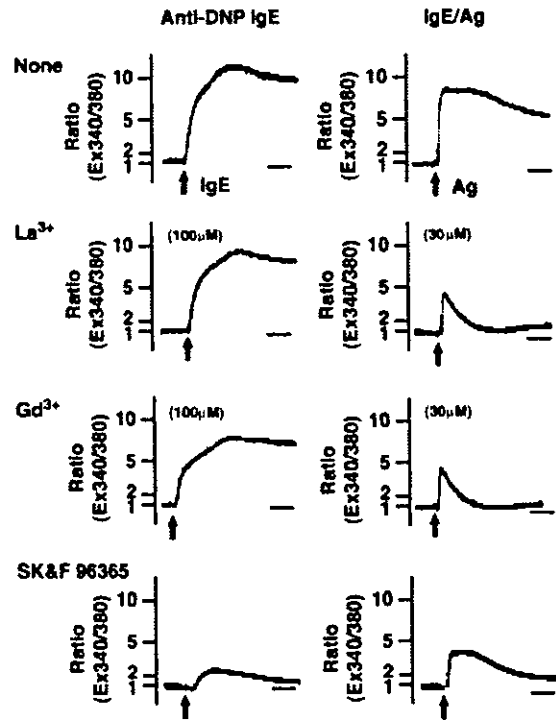 Anti-DNP IgE IgE/Ag
None
Ratio (Ex340/380) 10 5 2 1 IgE
Ratio (Ex340/380) 10 5 2 1 Ag
La³⁺
Ratio (Ex340/380) 10 5 2 1 (100μM)
Ratio (Ex340/380) 10 5 2 1 (30μM)
Gd³⁺
Ratio (Ex340/380) 10 5 2 1 (100μM)
Ratio (Ex340/380) 10 5 2 1 (30μM)
SK&F 96365
Ratio (Ex340/380) 10 5 2 1
Ratio (Ex340/380) 10 5 2 1